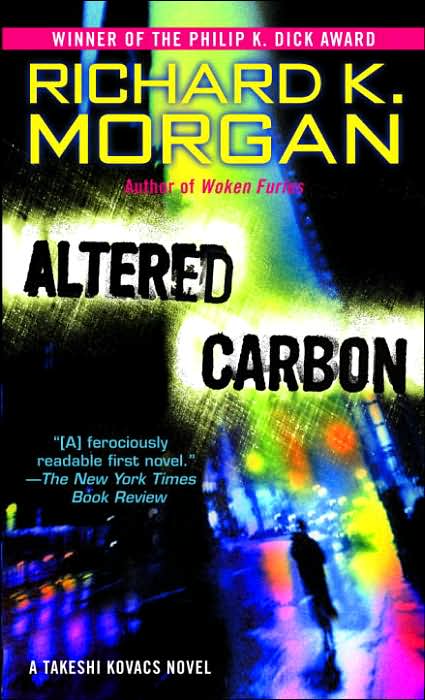 WINNER OF THE PHILIP K. DICK AWARD
RICHARD K.
MORGAN
Author of Woken Furies
ALTERED
CARBON
“[A] ferociously
readable first novel.”
—The New York Times
Book Review
A TAKESHI KOVACS NOVEL